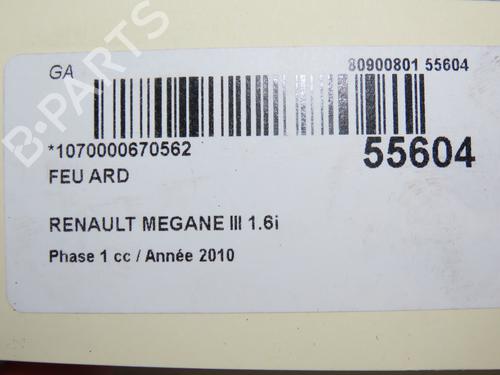 GA
80900801 55604
*1070000670562
55604
FEU ARD
RENAULT MEGANE III 1.6i
Phase 1 cc / Année 2010
B-PARTS